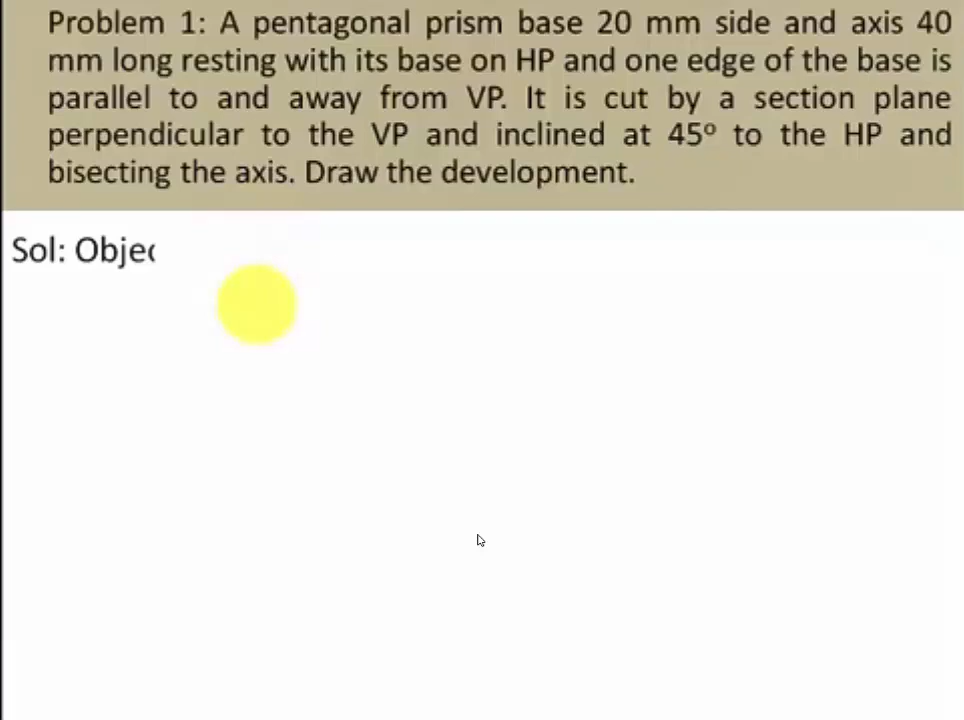 Problem 1: A pentagonal prism base 20 mm side and axis 40
mm long resting with its base on HP and one edge of the base is
parallel to and away from VP. It is cut by a section plane
perpendicular to the VP and inclined at 45º to the HP and
bisecting the axis. Draw the development.
Sol: Objec